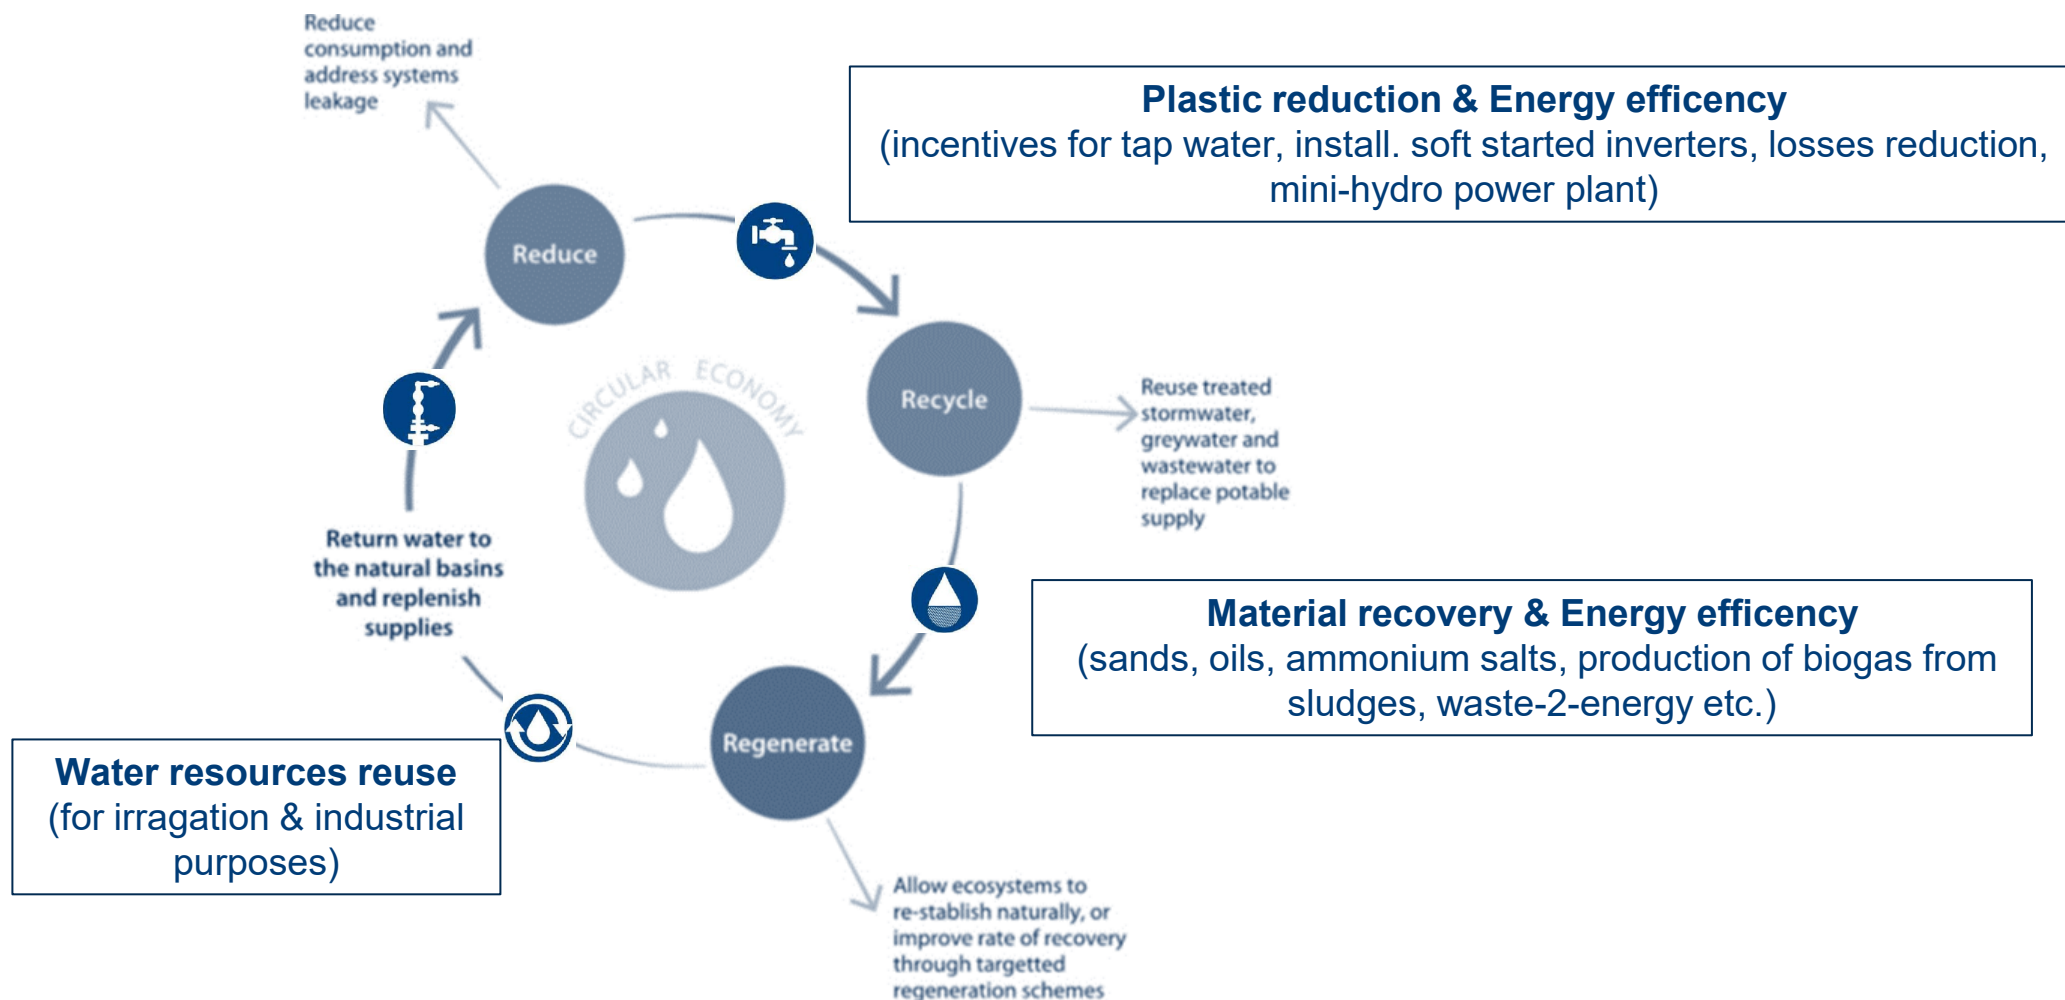 Reduce
consumption and
address systems
leakage
Plastic reduction & Energy efficency
(incentives for tap water, install. soft started inverters, losses reduction,
mini-hydro power plant)
Reduce
CIRCULAR ECONOMY
Recycle
Reuse treated
stormwater,
greywater and
wastewater to
replace potable
supply
Return water to
the natural basins
and replenish
supplies
Material recovery & Energy efficency
(sands, oils, ammonium salts, production of biogas from
sludges, waste-2-energy etc.)
Regenerate
Water resources reuse
(for irragation & industrial
purposes)
Allow ecosystems to
re-stablish naturally, or
improve rate of recovery
through targetted
regeneration schemes